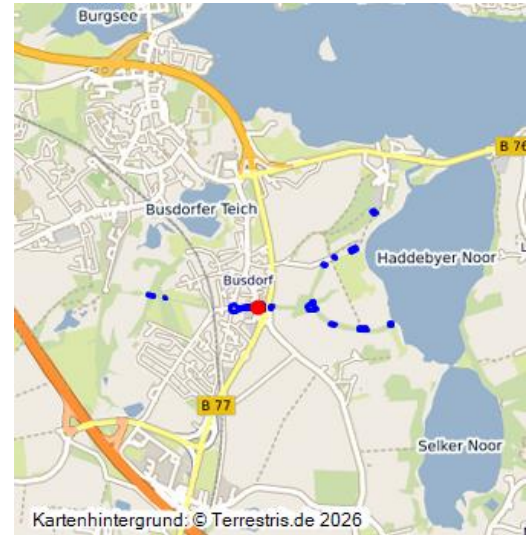 Burgsee
B 76
Busdorfer Teich
Haddebyer Noor
Busdorf
B 77
Selker Noor
Kartenhintergrund: © Terrestris.de 2026